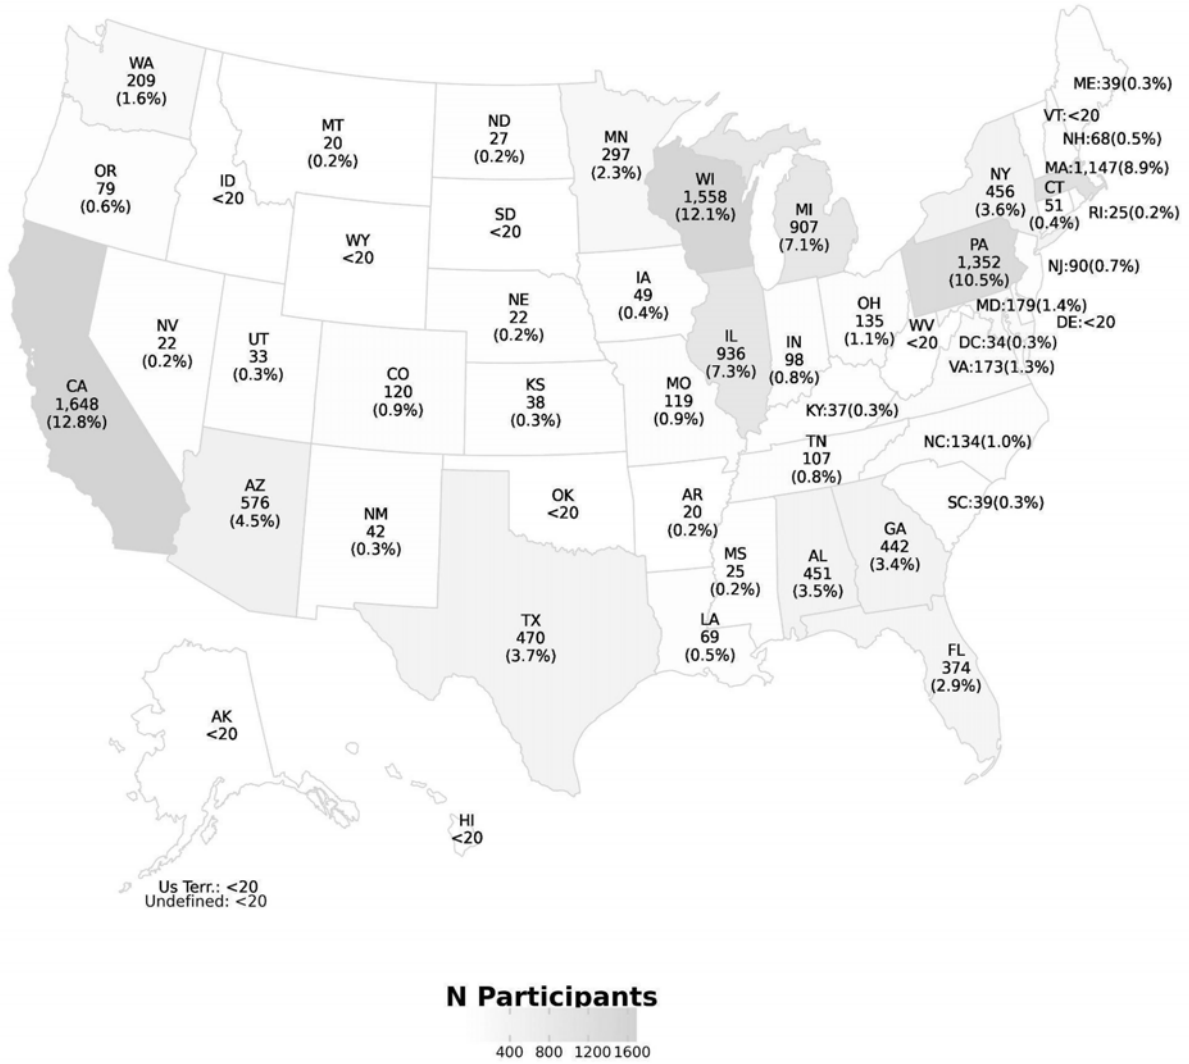 WA
209
(1.6%)
OR
79
(0.6%)
ID
<20
MT
20
(0.2%)
ND
27
(0.2%)
MN
297
(2.3%)
WI
1,558
(12.1%)
MI
907
(7.1%)
NY
456
(3.6%)
ME:39(0.3%)
VT:<20
NH:68(0.5%)
MA:1,147(8.9%)
CT
51
(0.4%)
RI:25(0.2%)
WY
<20
SD
<20
IA
49
(0.4%)
NE
22
(0.2%)
PA
1,352
(10.5%)
NJ:90(0.7%)
MD:179(1.4%)
DE:<20
DC:34(0.3%)
VA:173(1.3%)
WV
<20
OH
135
(1.1%)
IN
98
(0.8%)
IL
936
(7.3%)
CA
1,648
(12.8%)
NV
22
(0.2%)
UT
33
(0.3%)
CO
120
(0.9%)
KS
38
(0.3%)
MO
119
(0.9%)
KY:37(0.3%)
TN
107
(0.8%)
NC:134(1.0%)
SC:39(0.3%)
AZ
576
(4.5%)
NM
42
(0.3%)
OK
<20
AR
20
(0.2%)
MS
25
(0.2%)
AL
451
(3.5%)
GA
442
(3.4%)
TX
470
(3.7%)
LA
69
(0.5%)
FL
374
(2.9%)
AK
<20
HI
<20
Us Terr.: <20
Undefined: <20
N Participants
400 800 1200 1600